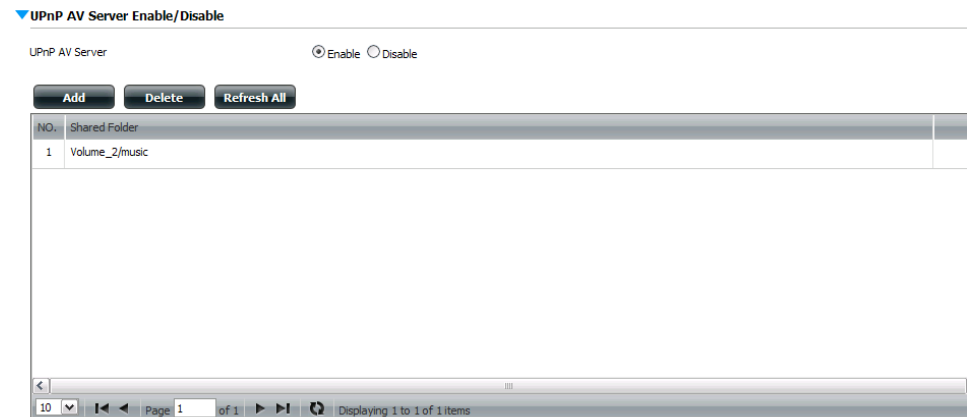 UPnP AV Server Enable/Disable
UPnP AV Server Enable Disable
Add Delete Refresh All
NO. Shared Folder
1 Volume_2/music
10 Page 1 of 1 Displaying 1 to 1 of 1 items